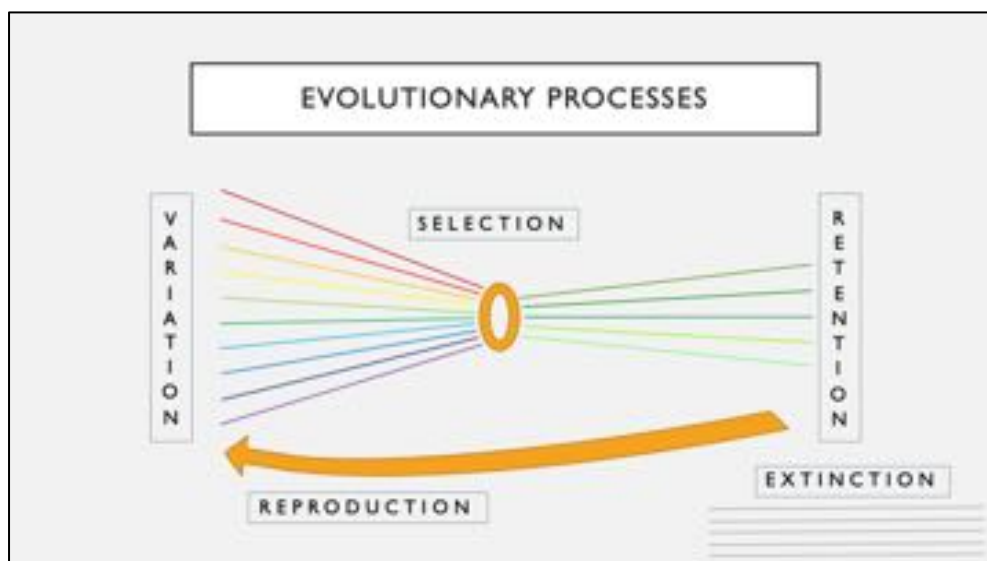 EVOLUTIONARY PROCESSES
VARIATION
SELECTION
RETENTION
REPRODUCTION
EXTINCTION